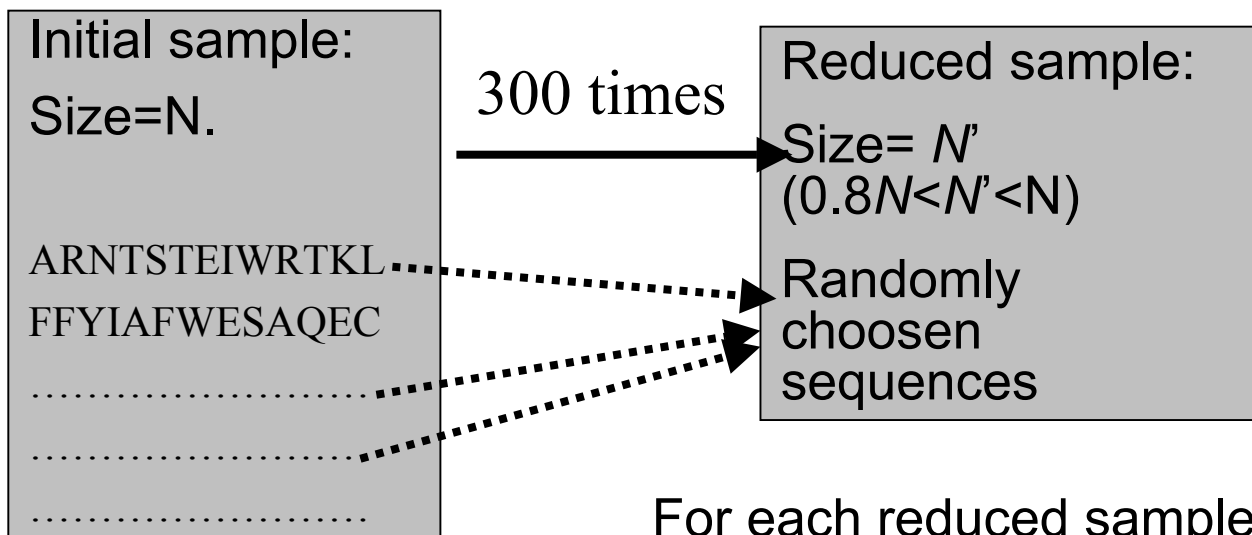 Initial sample:
Size=N.
ARNTSTEIWRTKL
FFYIAFWESAQEC
........................
.......................
........................
300 times
Reduced sample:
Size= N’
(0.8N<N’<N)
Randomly
choosen
sequences
For each reduced sample